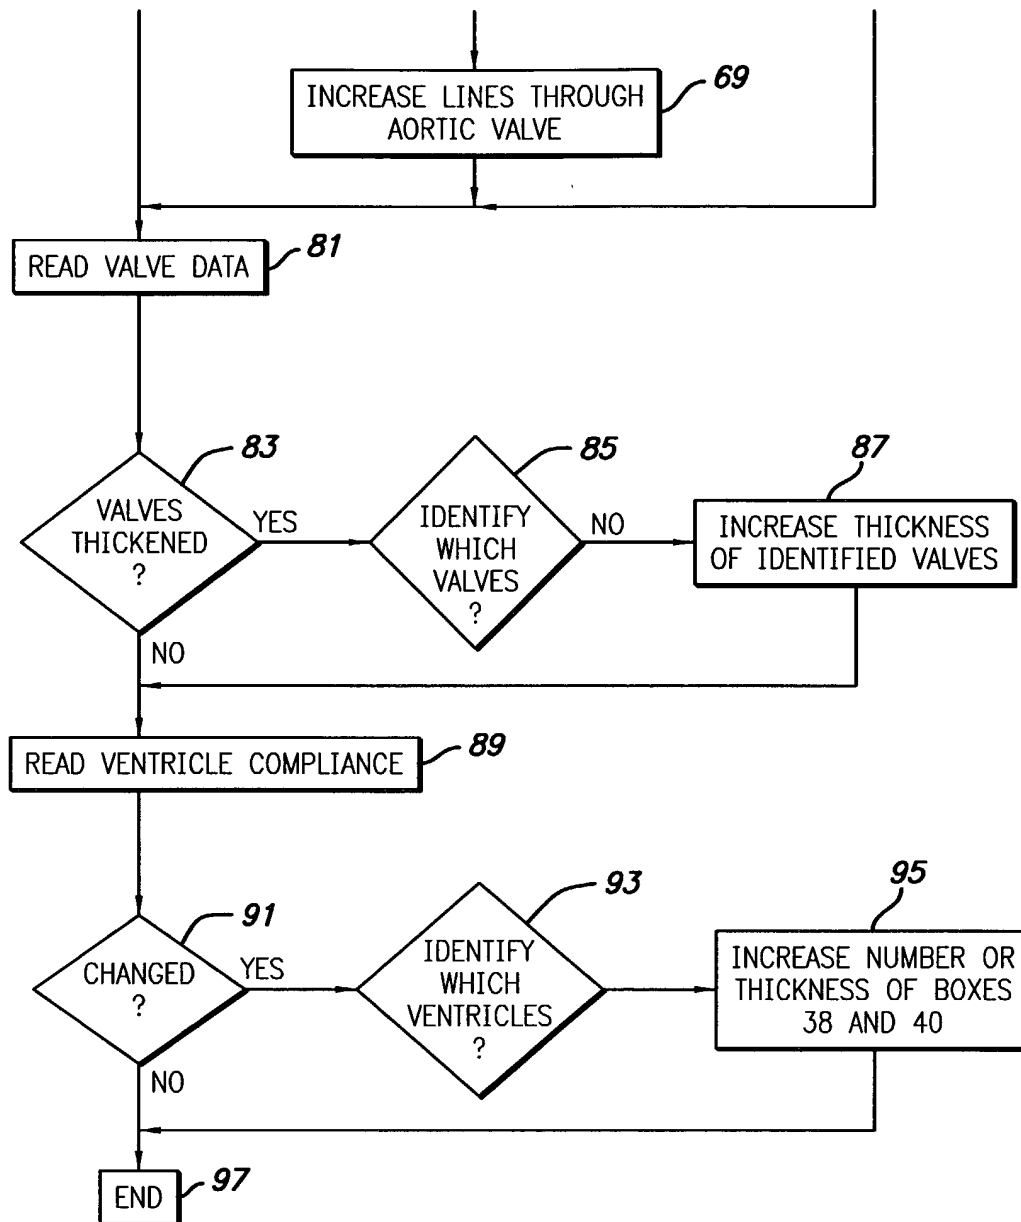 INCREASE LINES THROUGH
AORTIC VALVE
69
READ VALVE DATA
81
VALVES
THICKENED
?
83
YES
NO
IDENTIFY
WHICH
VALVES
?
85
NO
INCREASE THICKNESS
OF IDENTIFIED VALVES
87
READ VENTRICLE COMPLIANCE
89
CHANGED
?
91
YES
NO
IDENTIFY
WHICH
VENTRICLES
?
93
INCREASE NUMBER OR
THICKNESS OF BOXES
38 AND 40
95
END
97